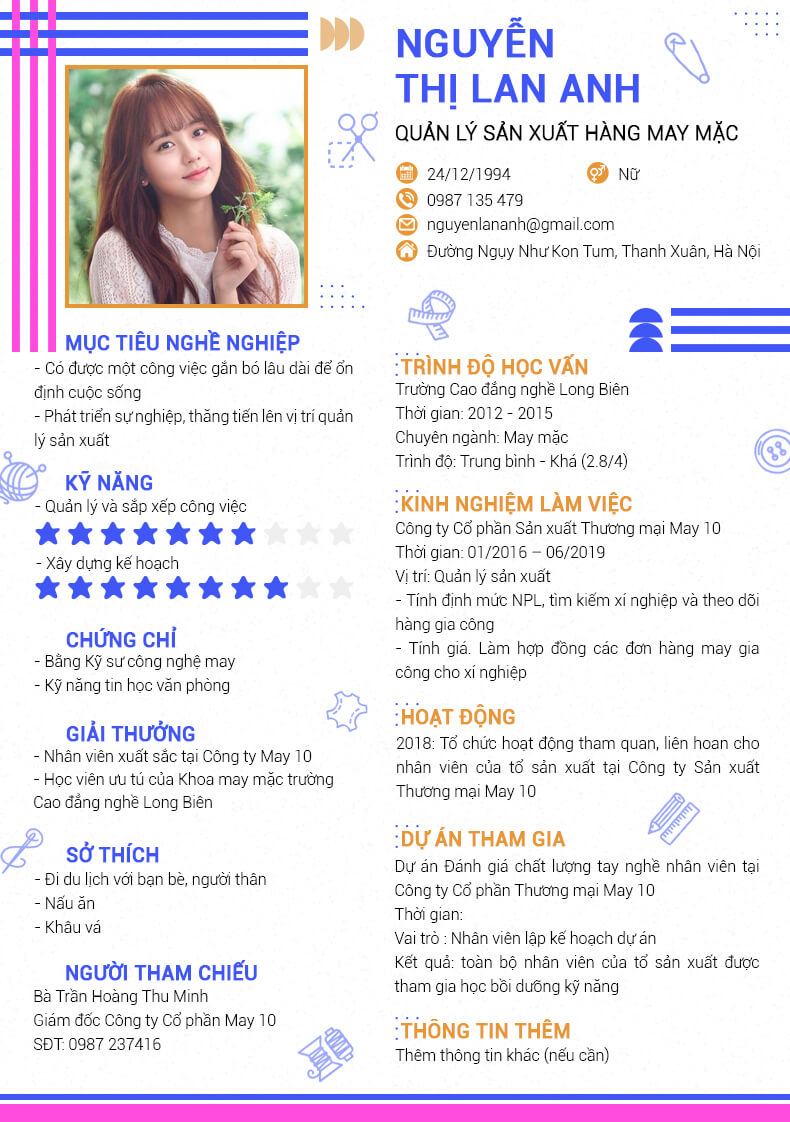 NGUYỄN
THỊ LAN ANH
QUẢN LÝ SẢN XUẤT HÀNG MAY MẶC
24/12/1994
Nữ
0987 135 479
nguyenlananh@gmail.com
Đường Ngụy Như Kon Tum, Thanh Xuân, Hà Nội
MỤC TIÊU NGHỀ NGHIỆP
- Có được một công việc gắn bó lâu dài để ổn
định cuộc sống
- Phát triển sự nghiệp, thăng tiến lên vị trí quản
lý sản xuất
KỸ NĂNG
- Quản lý và sắp xếp công việc
- Xây dựng kế hoạch
CHỨNG CHỈ
- Bằng Kỹ sư công nghệ may
- Kỹ năng tin học văn phòng
GIẢI THƯỞNG
- Nhân viên xuất sắc tại Công ty May 10
- Học viên ưu tú của Khoa may mặc trường
Cao đẳng nghề Long Biên
SỞ THÍCH
- Đi du lịch với bạn bè, người thân
- Nấu ăn
- Khâu vá
NGƯỜI THAM CHIẾU
Bà Trần Hoàng Thu Minh
Giám đốc Công ty Cổ phần May 10
SĐT: 0987 237416
TRÌNH ĐỘ HỌC VẤN
Trường Cao đẳng nghề Long Biên
Thời gian: 2012 - 2015
Chuyên ngành: May mặc
Trình độ: Trung bình - Khá (2.8/4)
KINH NGHIỆM LÀM VIỆC
Công ty Cổ phần Sản xuất Thương mại May 10
Thời gian: 01/2016 – 06/2019
Vị trí: Quản lý sản xuất
- Tính định mức NPL, tìm kiếm xí nghiệp và theo dõi
hàng gia công
- Tính giá. Làm hợp đồng các đơn hàng may gia
công cho xí nghiệp
HOẠT ĐỘNG
2018: Tổ chức hoạt động tham quan, liên hoan cho
nhân viên của tổ sản xuất tại Công ty Sản xuất
Thương mại May 10
DỰ ÁN THAM GIA
Dự án Đánh giá chất lượng tay nghề nhân viên tại
Công ty Cổ phần Thương mại May 10
Thời gian:
Vai trò : Nhân viên lập kế hoạch dự án
Kết quả: toàn bộ nhân viên của tổ sản xuất được
tham gia học bồi dưỡng kỹ năng
THÔNG TIN THÊM
Thêm thông tin khác (nếu cần)